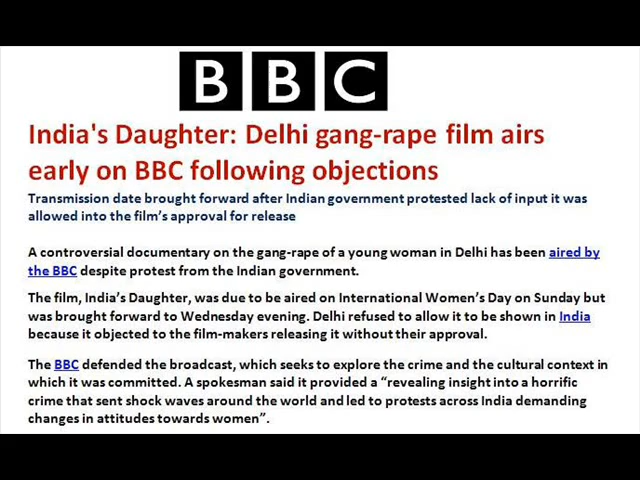 BBC
India's Daughter: Delhi gang-rape film airs
early on BBC following objections
Transmission date brought forward after Indian government protested lack of input it was
allowed into the film's approval for release
A controversial documentary on the gang-rape of a young woman in Delhi has been aired by
the BBC despite protest from the Indian government.
The film, India's Daughter, was due to be aired on International Women's Day on Sunday but
was brought forward to Wednesday evening. Delhi refused to allow it to be shown in India
because it objected to the film-makers releasing it without their approval.
The BBC defended the broadcast, which seeks to explore the crime and the cultural context in
which it was committed. A spokesman said it provided a “revealing insight into a horrific
crime that sent shock waves around the world and led to protests across India demanding
changes in attitudes towards women”.